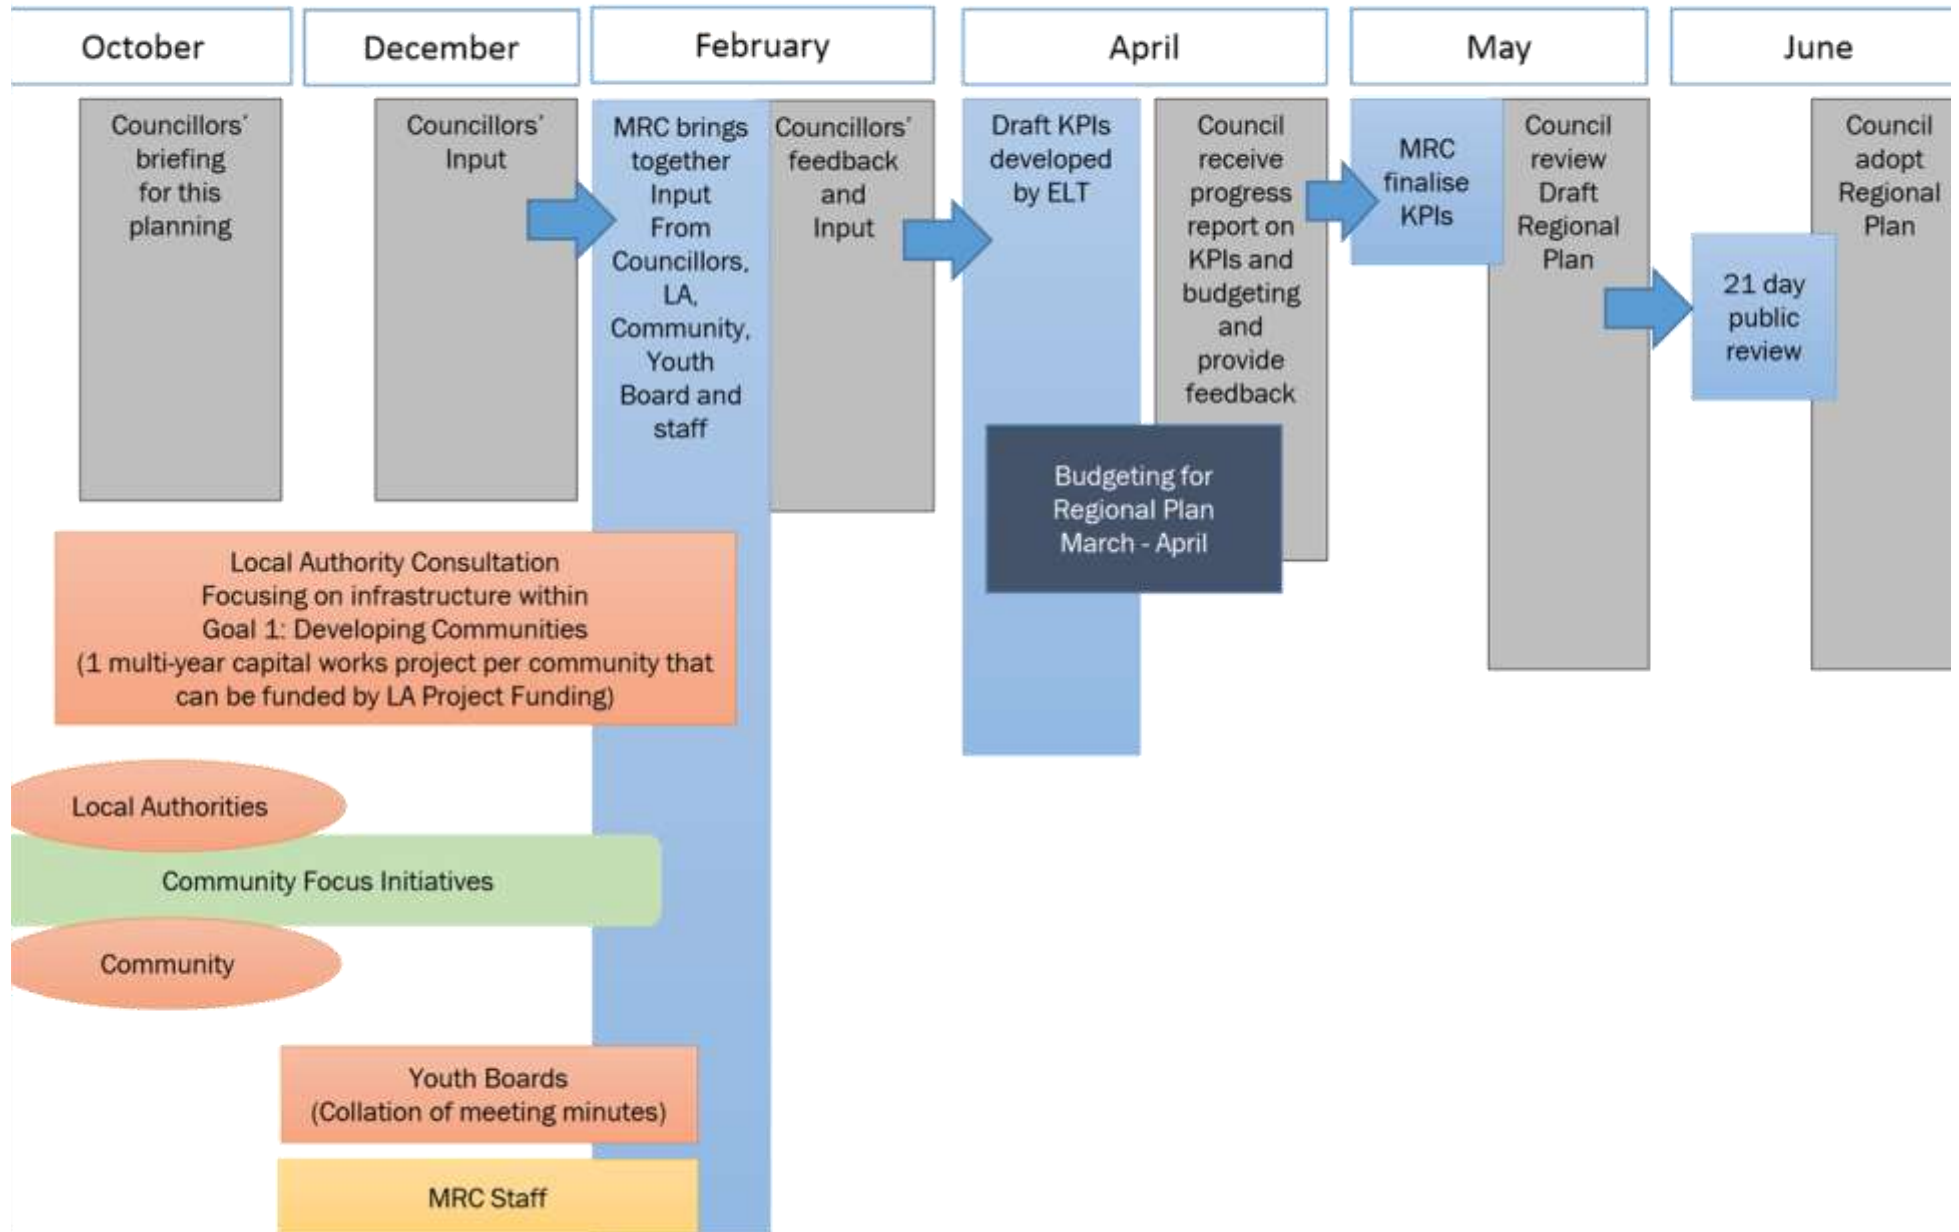 October
December
February
April
May
June
Councillors'
briefing
for this
planning
Councillors'
Input
MRC brings
together
Input
From
Councillors,
LA,
Community,
Youth
Board and
staff
Councillors'
feedback
and
Input
Draft KPIs
developed
by ELT
Council
receive
progress
report on
KPIs and
budgeting
and
provide
feedback
MRC
finalise
KPIs
Council
review
Draft
Regional
Plan
21 day
public
review
Council
adopt
Regional
Plan
Budgeting for
Regional Plan
March - April
Local Authority Consultation
Focusing on infrastructure within
Goal 1: Developing Communities
(1 multi-year capital works project per community that
can be funded by LA Project Funding)
Local Authorities
Community Focus Initiatives
Community
Youth Boards
(Collation of meeting minutes)
MRC Staff